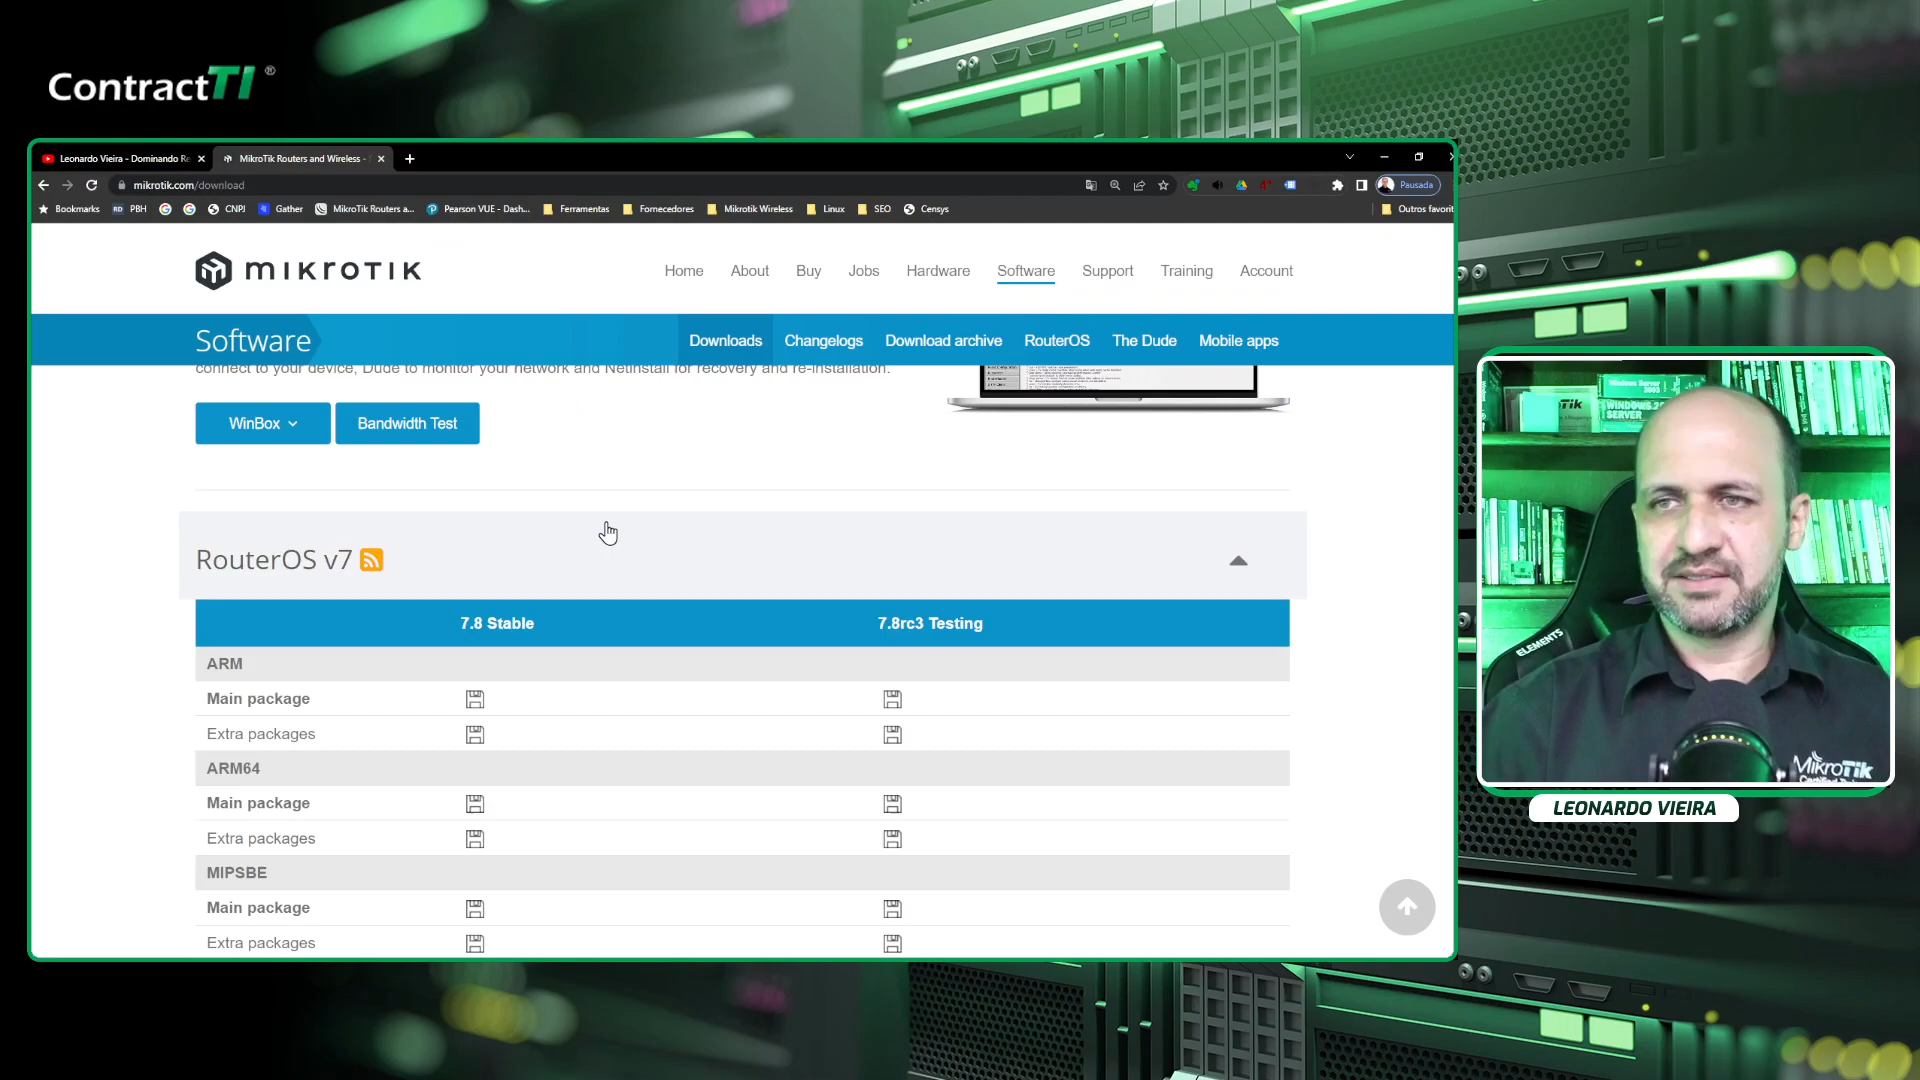 ContractTI ®
Leonardo Vieira - Dominando Re
MikroTik Routers and Wireless -
mikrotik.com/download
Pausada
Bookmarks
PBH
CNPJ
Gather
MikroTik Routers a...
Pearson VUE - Dash...
Ferramentas
Fornecedores
Mikrotik Wireless
Linux
SEO
Censys
Outros favorit
mikrotik
Home
About
Buy
Jobs
Hardware
Software
Support
Training
Account
Software
Downloads
Changelogs
Download archive
RouterOS
The Dude
Mobile apps
connect to your device, Dude to monitor your network and Netinstall for recovery and re-installation.
WinBox
Bandwidth Test
RouterOS v7
7.8 Stable
7.8rc3 Testing
ARM
Main package
Extra packages
ARM64
Main package
Extra packages
MIPSBE
Main package
Extra packages
ELEMENTS
MikroTik
LEONARDO VIEIRA